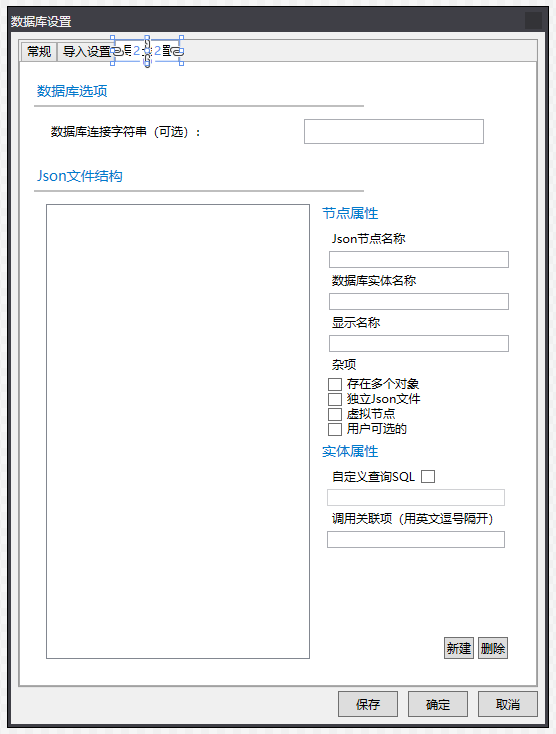 数据库设置
常规 导入设置 置
2 2
数据库选项
数据库连接字符串（可选）：
Json文件结构
节点属性
Json节点名称
数据库实体名称
显示名称
杂项
存在多个对象
独立Json文件
虚拟节点
用户可选的
实体属性
自定义查询SQL
调用关联项（用英文逗号隔开）
新建 删除
保存 确定 取消